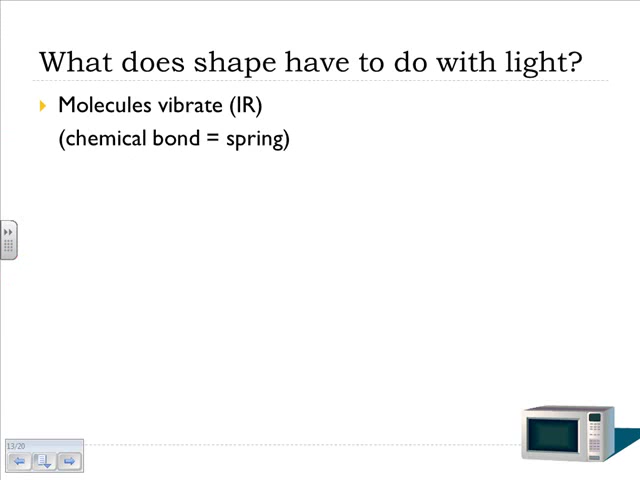 What does shape have to do with light?
Molecules vibrate (IR)
(chemical bond = spring)
13/20